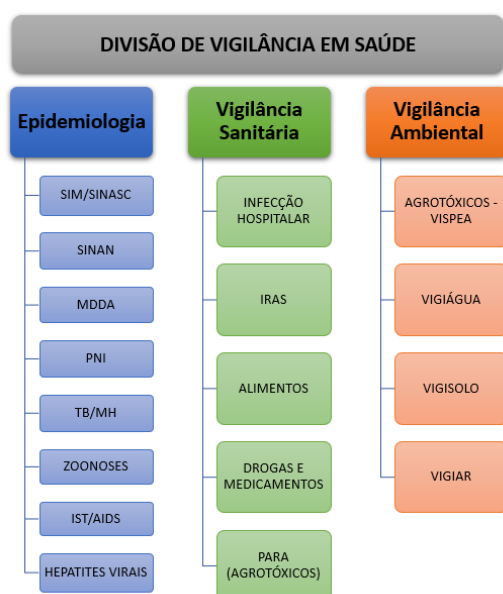 DIVISÃO DE VIGILÂNCIA EM SAÚDE
Epidemiologia
SIM/SINASC
SINAN
MDDA
PNI
TB/MH
ZOONOSES
IST/AIDS
HEPATITES VIRAIS
Vigilância
Sanitária
INFECÇÃO
HOSPITALAR
IRAS
ALIMENTOS
DROGAS E
MEDICAMENTOS
PARA
(AGROTÓXICOS)
Vigilância
Ambiental
AGROTÓXICOS -
VISPEA
VIGIÁGUA
VIGISOLO
VIGIAR